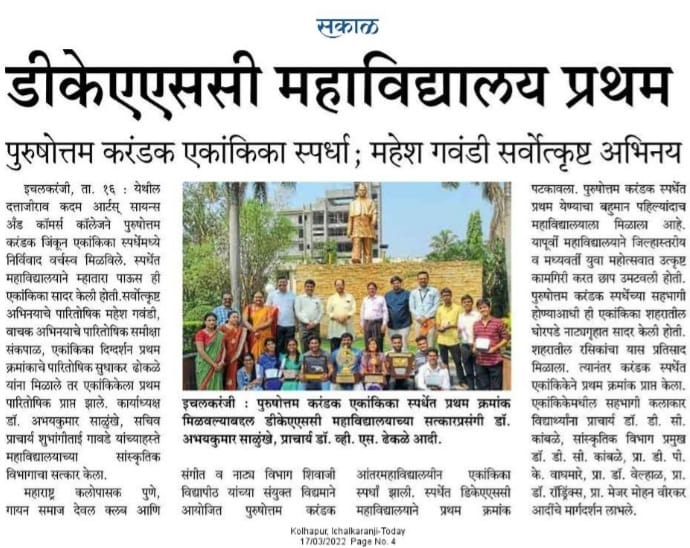 सकाळ
डीकेएएससी महाविद्यालय प्रथम
पुरुषोत्तम करंडक एकांकिका स्पर्धा ; महेश गवंडी सर्वोत्कृष्ट अभिनय
इचलकरंजी, ता. १६ : येथील
दत्ताजीराव कदम आर्टस् सायन्स
अँड कॉमर्स कॉलेजने पुरुषोत्तम
करंडक जिंकून एकांकिका स्पर्धेमध्ये
निर्विवाद वर्चस्व मिळविले. स्पर्धेत
महाविद्यालयाने म्हातारा पाऊस ही
एकांकिका सादर केली होती.सर्वोत्कृष्ट
अभिनयाचे पारितोषिक महेश गवंडी,
वाचक अभिनयाचे पारितोषिक समीक्षा
संकपाळ, एकांकिका दिग्दर्शन प्रथम
क्रमांकाचे पारितोषिक सुधाकर ढोकळे
यांना मिळाले तर एकांकिकेला प्रथम
पारितोषिक प्राप्त झाले. कार्याध्यक्ष
डॉ. अभयकुमार साळुंखे, सचिव
प्राचार्य शुभांगीताई गावडे यांच्याहस्ते
महाविद्यालयाच्या सांस्कृतिक
विभागाचा सत्कार केला.
महाराष्ट्र कलोपासक पुणे,
गायन समाज देवल क्लब आणि
इचलकरंजी : पुरुषोत्तम करंडक एकांकिका स्पर्धेत प्रथम क्रमांक
मिळवल्याबदल डीकेएएससी महाविद्यालयाच्या सत्कारप्रसंगी डॉ.
अभयकुमार साळुंखे, प्राचार्य डॉ. व्ही. एस. ढेकळे आदी.
संगीत व नाट्य विभाग शिवाजी
विद्यापीठ यांच्या संयुक्त विद्यमाने
आयोजित पुरुषोत्तम करंडक
आंतरमहाविद्यालयीन एकांकिका
स्पर्धा झाली. स्पर्धेत डिकेएएससी
महाविद्यालयाने प्रथम क्रमांक
पटकावला. पुरुषोत्तम करंडक स्पर्धेत
प्रथम येण्याचा बहुमान पहिल्यांदाच
महाविद्यालयाला मिळाला आहे.
यापूर्वी महाविद्यालयाने जिल्हास्तरीय
व मध्यवर्ती युवा महोत्सवात उत्कृष्ट
कामगिरी करत छाप उमटवली होती.
पुरुषोत्तम करंडक स्पर्धेच्या सहभागी
होण्याआधी ही एकांकिका शहरातील
घोरपडे नाट्यगृहात सादर केली होती.
शहरातील रसिकांचा यास प्रतिसाद
मिळाला. त्यानंतर करंडक स्पर्धेत
एकांकिकेने प्रथम क्रमांक प्राप्त केला.
एकांकिकेमधील सहभागी कलाकार
विद्यार्थ्यांना प्राचार्य डॉ. डी. सी.
कांबळे, सांस्कृतिक विभाग प्रमुख
डॉ. डी. सी. कांबळे, प्रा. डी. पी.
के. वाघमारे, प्रा. डॉ. वेल्हाळ, प्रा.
डॉ. रॉड्रिंक्स, प्रा. मेजर मोहन वीरकर
आदींचे मार्गदर्शन लाभले.
Kolhapur, Ichalkaranji-Today
17/03/2022 Page No. 4